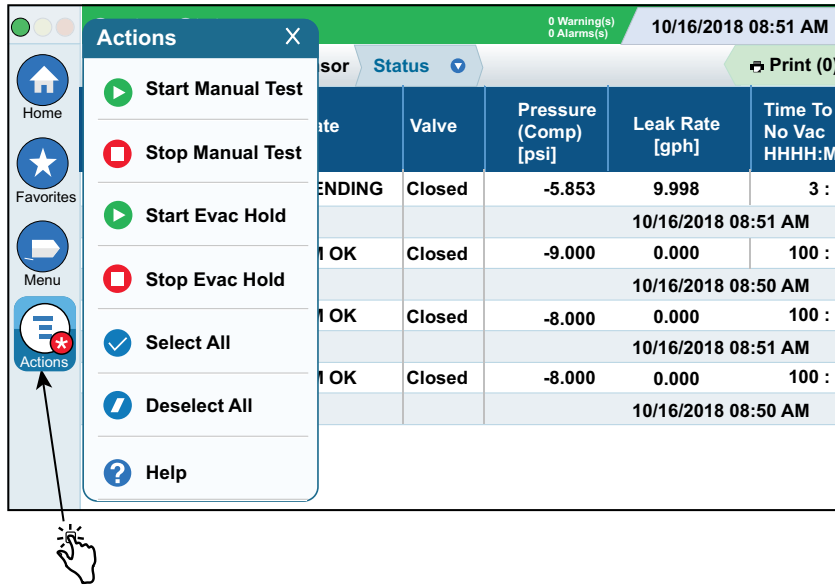 0 Warning(s)
0 Alarms(s)
10/16/2018 08:51 AM
Actions X
sor Status
Print (0)
Home
Favorites
Menu
Actions
Start Manual Test
Stop Manual Test
Start Evac Hold
Stop Evac Hold
Select All
Deselect All
Help
Valve
Pressure
(Comp)
[psi]
Leak Rate
[gph]
Time To
No Vac
HHHH:M
ENDING Closed -5.853 9.998 3 :
10/16/2018 08:51 AM
OK Closed -9.000 0.000 100 :
10/16/2018 08:50 AM
OK Closed -8.000 0.000 100 :
10/16/2018 08:51 AM
OK Closed -8.000 0.000 100 :
10/16/2018 08:50 AM